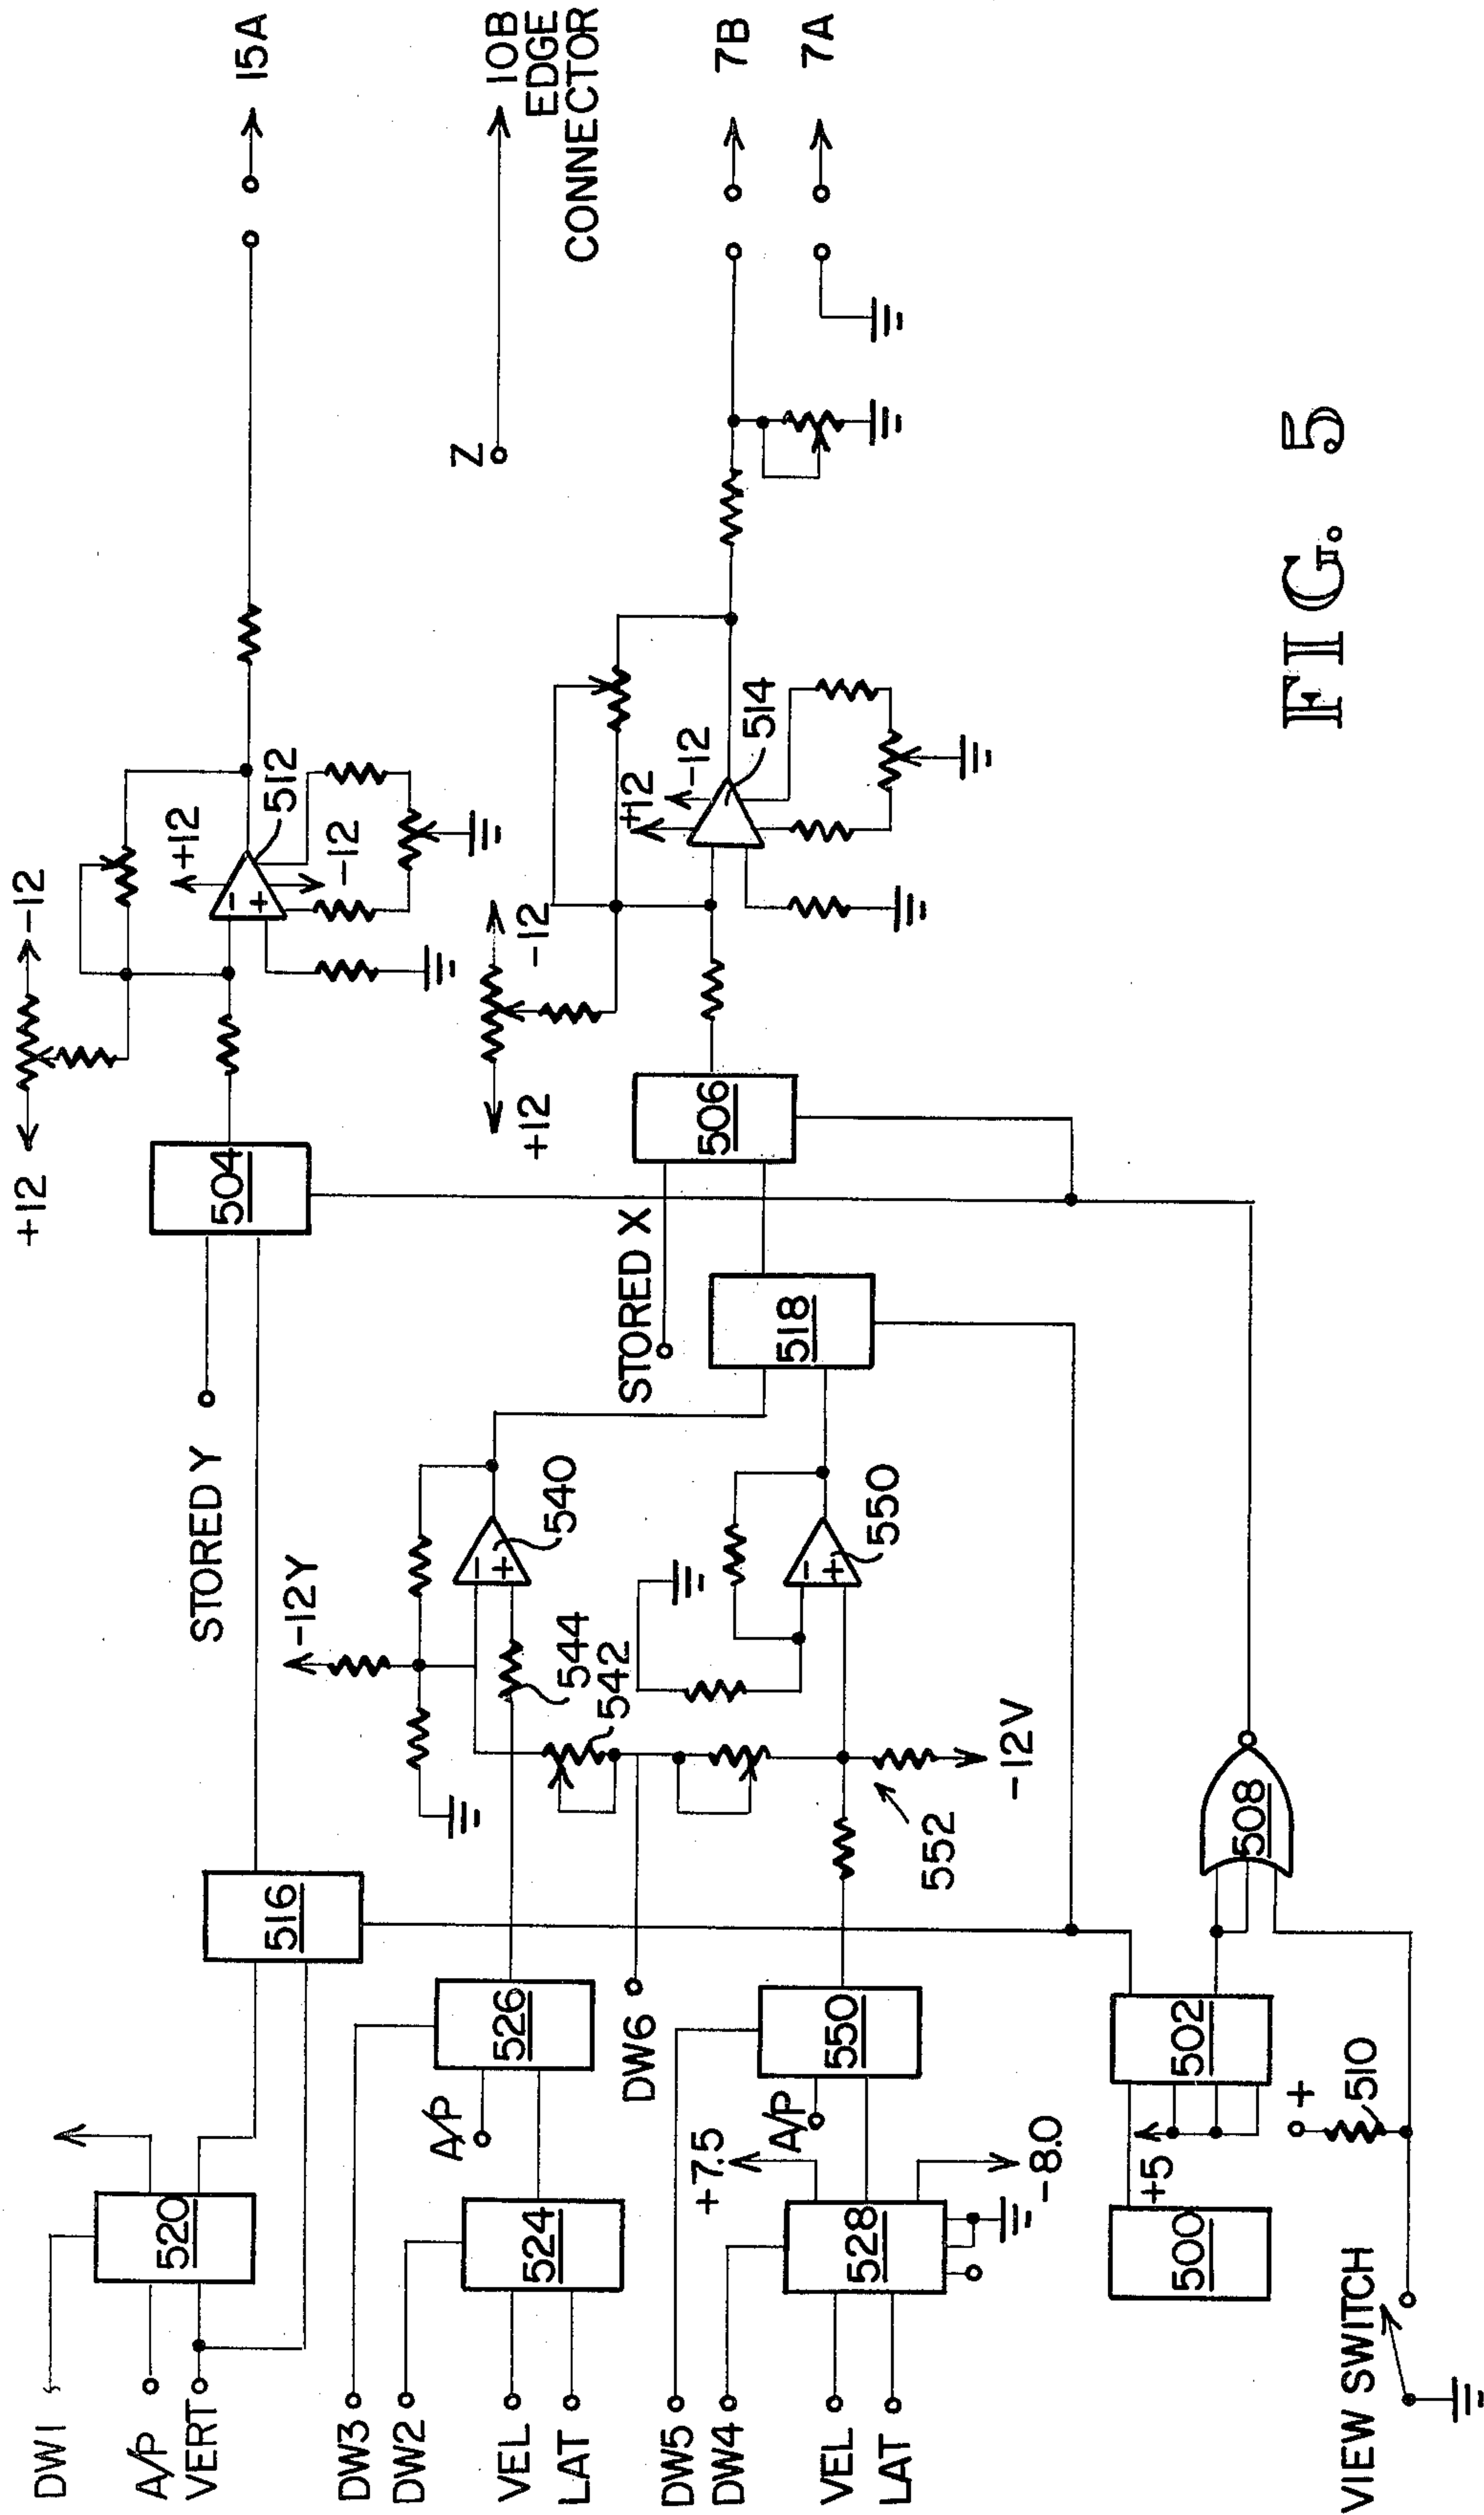 DW 1
A/P
VERT
DW3
DW2
VEL
LAT
DW5
DW4
VEL
LAT
VIEW SWITCH
520
524
528
500
+7.5
-8.0
+5
A/P
A/P
+
510
526
DW6
550
502
516
552
-12V
508
542
544
-12Y
540
550
STORED Y
STORED X
518
504
506
+12
-12
+12
-12
+12
-12
512
+12
-12
514
Z
15A
10B
EDGE
CONNECTOR
7B
7A
FIG. 5